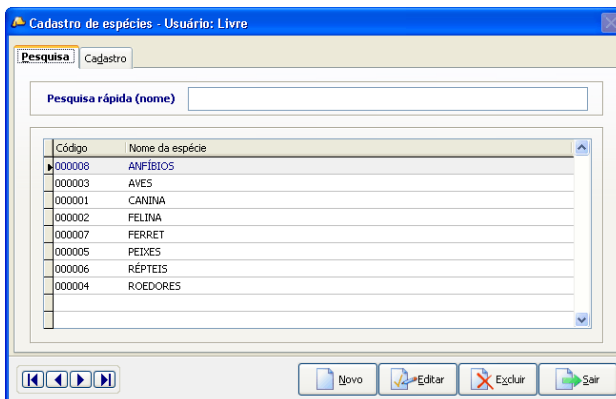 Cadastro de espécies - Usuário: Livre
Pesquisa Cadastro
Pesquisa rápida (nome)
Código Nome da espécie
000008 ANFÍBIOS
000003 AVES
000001 CANINA
000002 FELINA
000007 FERRET
000005 PEIXES
000006 RÉPTEIS
000004 ROEDORES
Novo Editar Excluir Sair